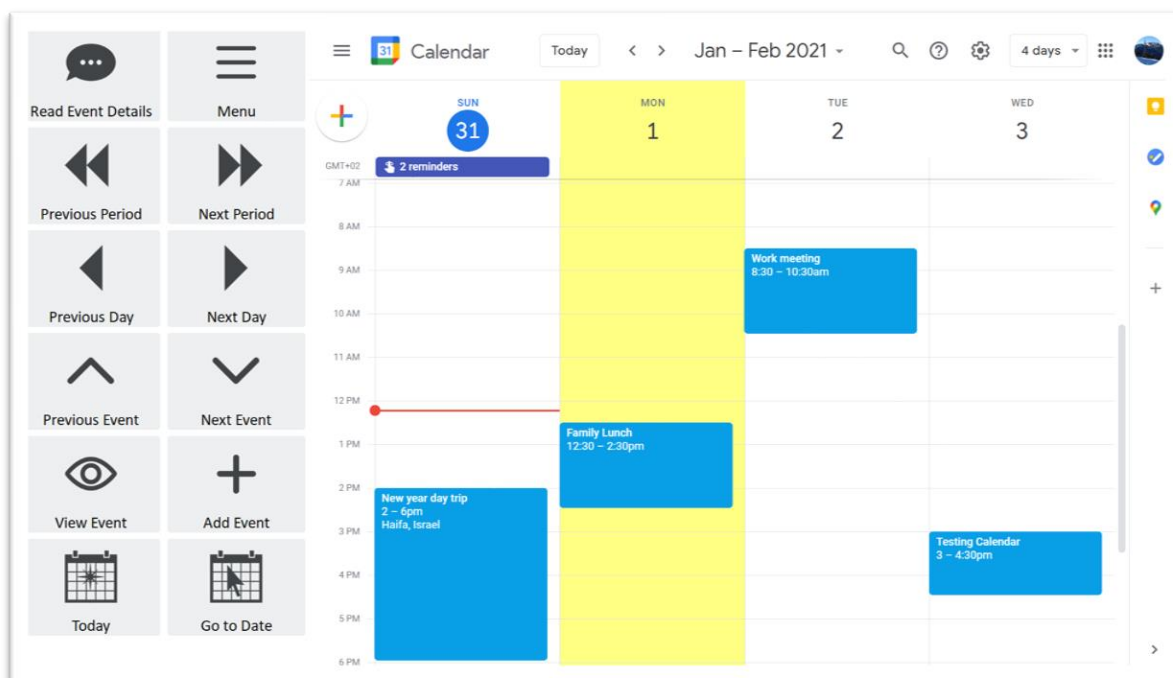 Read Event Details
Menu
Previous Period
Next Period
Previous Day
Next Day
Previous Event
Next Event
View Event
Add Event
Today
Go to Date
31
Calendar
Today
Jan – Feb 2021
4 days
SUN
31
MON
1
TUE
2
WED
3
GMT+02
2 reminders
7 AM
8 AM
9 AM
10 AM
11 AM
12 PM
1 PM
2 PM
3 PM
4 PM
5 PM
6 PM
New year day trip
2 – 6pm
Haifa, Israel
Family Lunch
12:30 – 2:30pm
Work meeting
8:30 – 10:30am
Testing Calendar
3 – 4:30pm